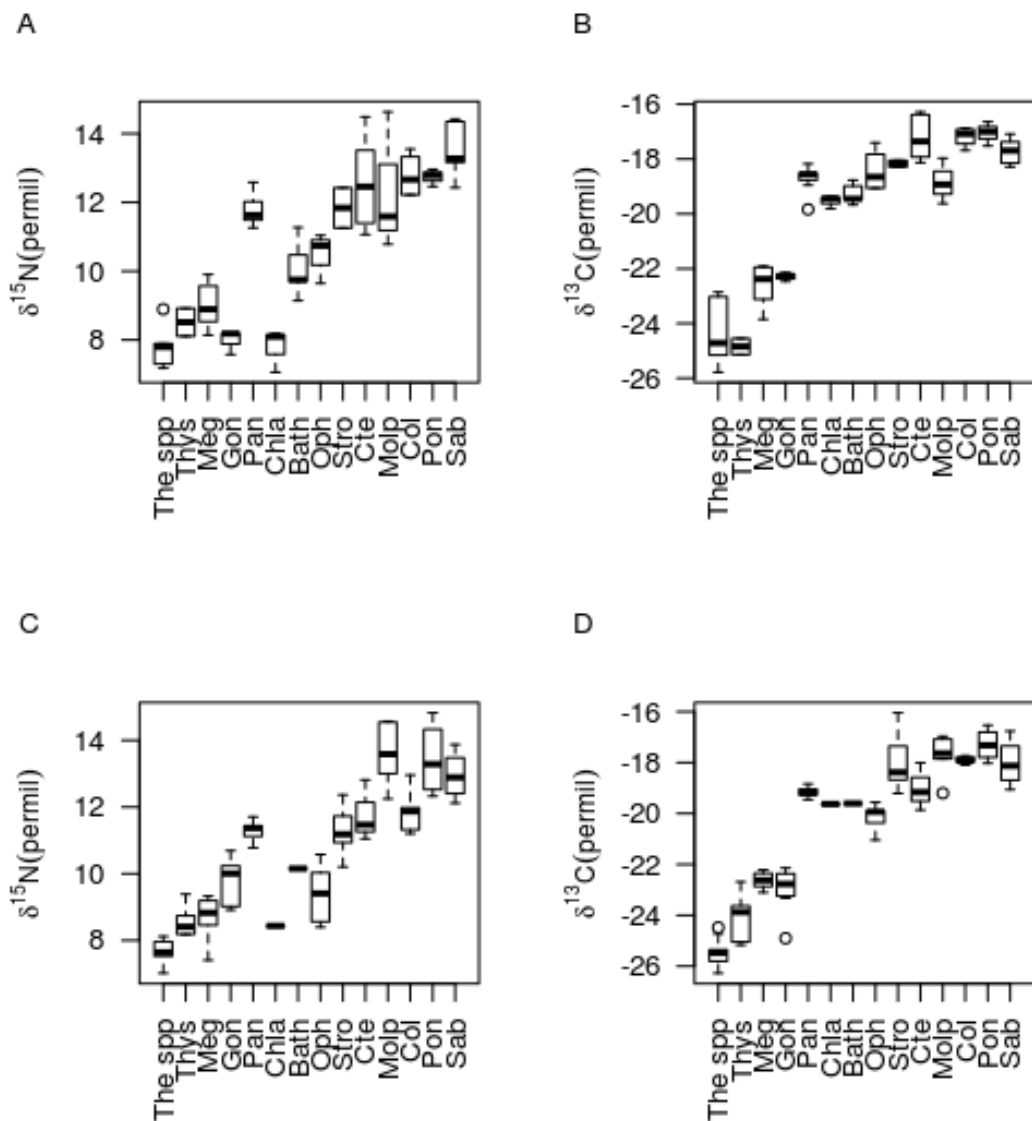 A
δ15N(permil)
14
12
10
8
The spp
Thys
Meg
Gon
Pan
Chla
Bath
Oph
Stro
Cte
Molp
Col
Pon
Sab
B
δ13C(permil)
-16
-18
-20
-22
-24
-26
The spp
Thys
Meg
Gon
Pan
Chla
Bath
Oph
Stro
Cte
Molp
Col
Pon
Sab
C
δ15N(permil)
14
12
10
8
The spp
Thys
Meg
Gon
Pan
Chla
Bath
Oph
Stro
Cte
Molp
Col
Pon
Sab
D
δ13C(permil)
-16
-18
-20
-22
-24
-26
The spp
Thys
Meg
Gon
Pan
Chla
Bath
Oph
Stro
Cte
Molp
Col
Pon
Sab